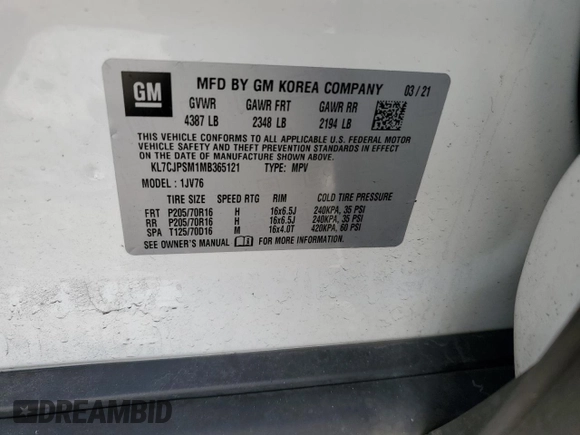 GM
MFD BY GM KOREA COMPANY 03/21
GVWR GAWR FRT GAWR RR
4387 LB 2348 LB 2194 LB
THIS VEHICLE CONFORMS TO ALL APPLICABLE U.S. FEDERAL MOTOR
VEHICLE SAFETY AND THEFT PREVENTION STANDARDS IN EFFECT
ON THE DATE OF MANUFACTURE SHOWN ABOVE.
KL7CJPSM1MB365121 TYPE: MPV
MODEL : 1JV76
TIRE SIZE SPEED RTG RIM COLD TIRE PRESSURE
FRT P205/70R16 H 16x6.5J 240KPA, 35 PSI
RR P205/70R16 H 16x6.5J 240KPA, 35 PSI
SPA T125/70D16 M 16x4.0T 420KPA, 60 PSI
SEE OWNER'S MANUAL FOR MORE INFORMATION.
DREAMBID